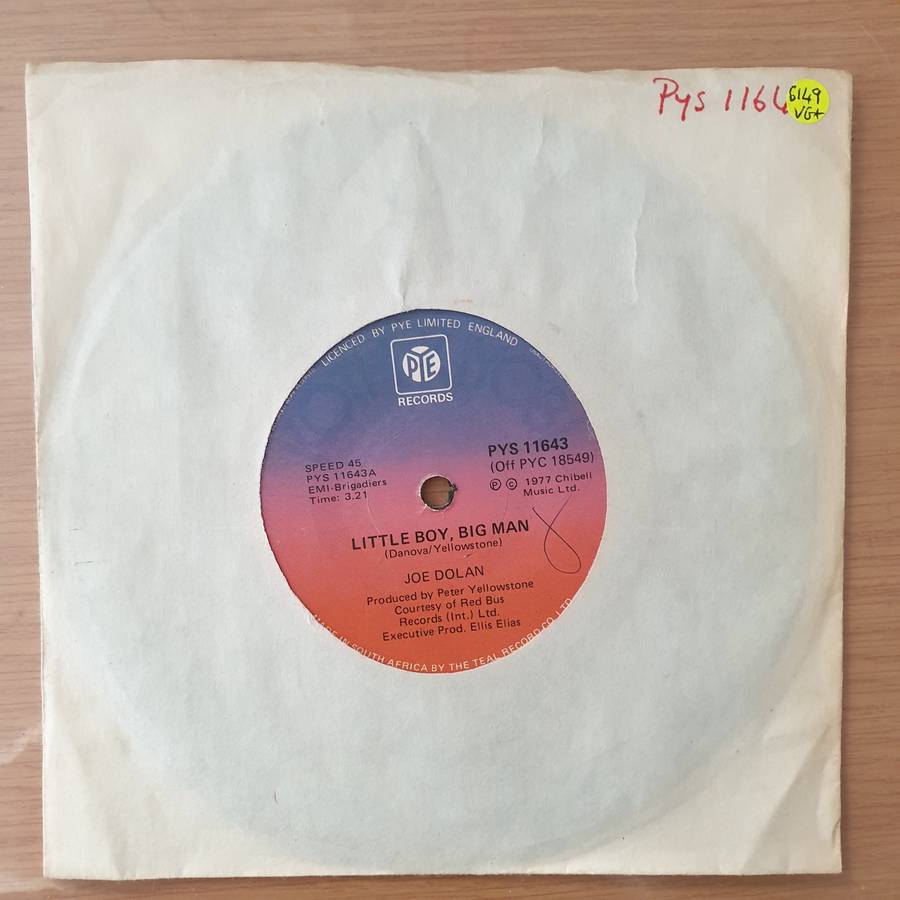 Pys 1164
6149
VG+
LICENCED BY PYE LIMITED ENGLAND
PYE
RECORDS
SPEED 45
PYS 11643A
EMI-Brigadiers
Time: 3.21
PYS 11643
(Off PYC 18549)
℗ © 1977 Chibell
Music Ltd.
LITTLE BOY, BIG MAN
(Danova/Yellowstone)
JOE DOLAN
Produced by Peter Yellowstone
Courtesy of Red Bus
Records (Int.) Ltd.
Executive Prod. Ellis Elias
MADE IN SOUTH AFRICA BY THE TEAL RECORD CO. LTD